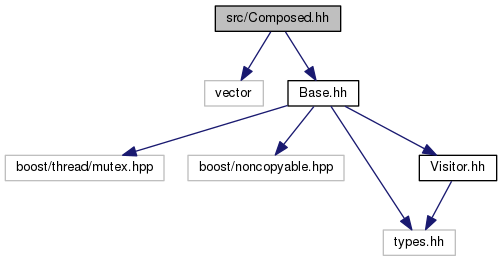 src/Composed.hh
vector
Base.hh
boost/thread/mutex.hpp
boost/noncopyable.hpp
Visitor.hh
types.hh